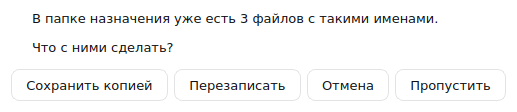 В папке назначения уже есть 3 файлов с такими именами.
Что с ними сделать?
Сохранить копией Перезаписать Отмена Пропустить